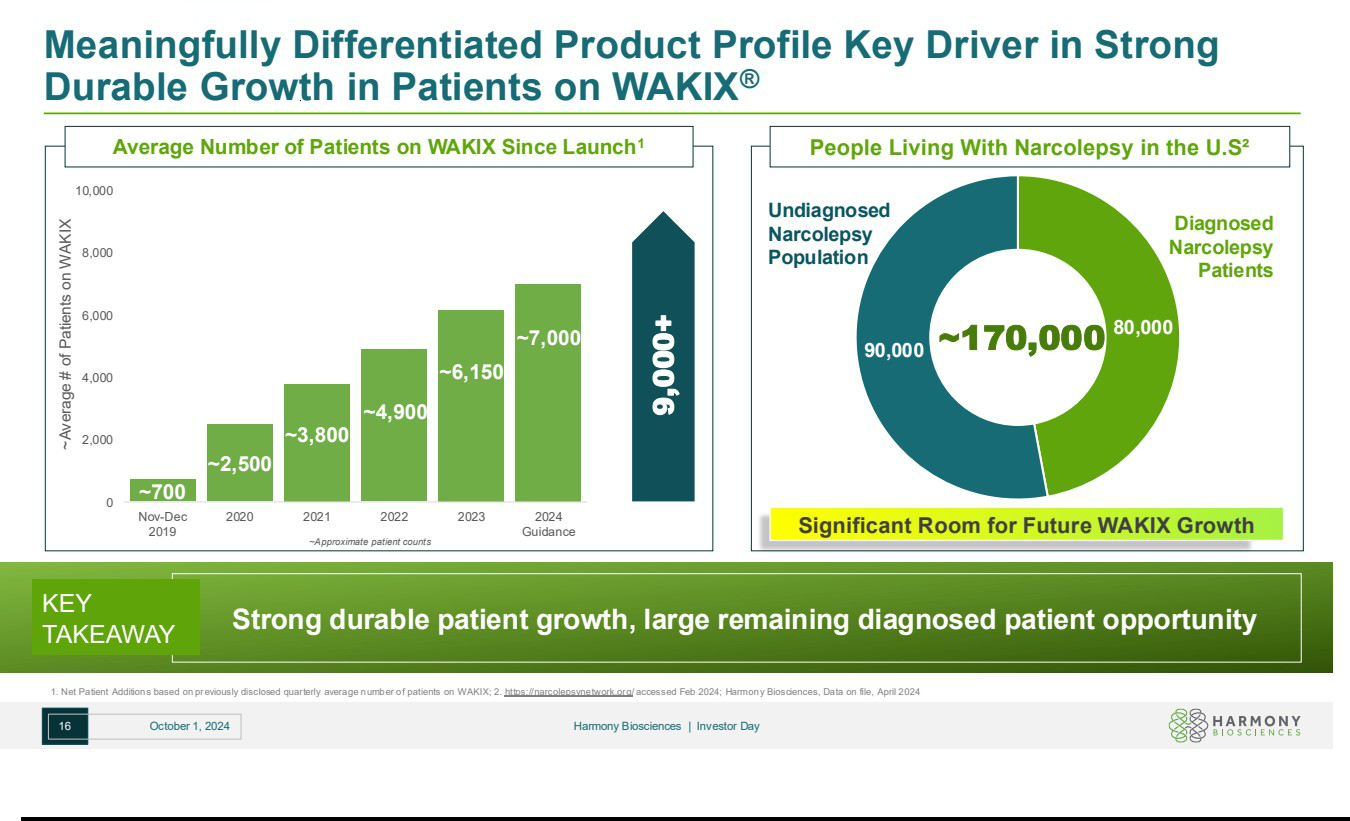 Meaningfully Differentiated Product Profile Key Driver in Strong
Durable Growth in Patients on WAKIX®
Average Number of Patients on WAKIX Since Launch¹
~Average # of Patients on WAKIX
10,000
8,000
6,000
4,000
2,000
0
~700
~2,500
~3,800
~4,900
~6,150
~7,000
9,000+
Nov-Dec
2019
2020
2021
2022
2023
2024
Guidance
~Approximate patient counts
People Living With Narcolepsy in the U.S²
Undiagnosed
Narcolepsy
Population
Diagnosed
Narcolepsy
Patients
90,000
~170,000
80,000
Significant Room for Future WAKIX Growth
KEY
TAKEAWAY
Strong durable patient growth, large remaining diagnosed patient opportunity
1. Net Patient Additions based on previously disclosed quarterly average number of patients on WAKIX; 2. https://narcolepsynetwork.org/ accessed Feb 2024; Harmony Biosciences, Data on file, April 2024
16
October 1, 2024
Harmony Biosciences | Investor Day
HARMONY
BIOSCIENCES